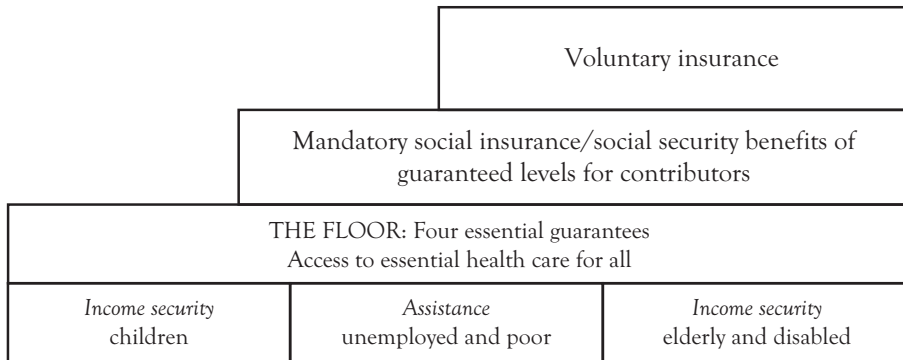 Voluntary insurance
Mandatory social insurance/social security benefits of
guaranteed levels for contributors
THE FLOOR: Four essential guarantees
Access to essential health care for all
Income security
children
Assistance
unemployed and poor
Income security
elderly and disabled